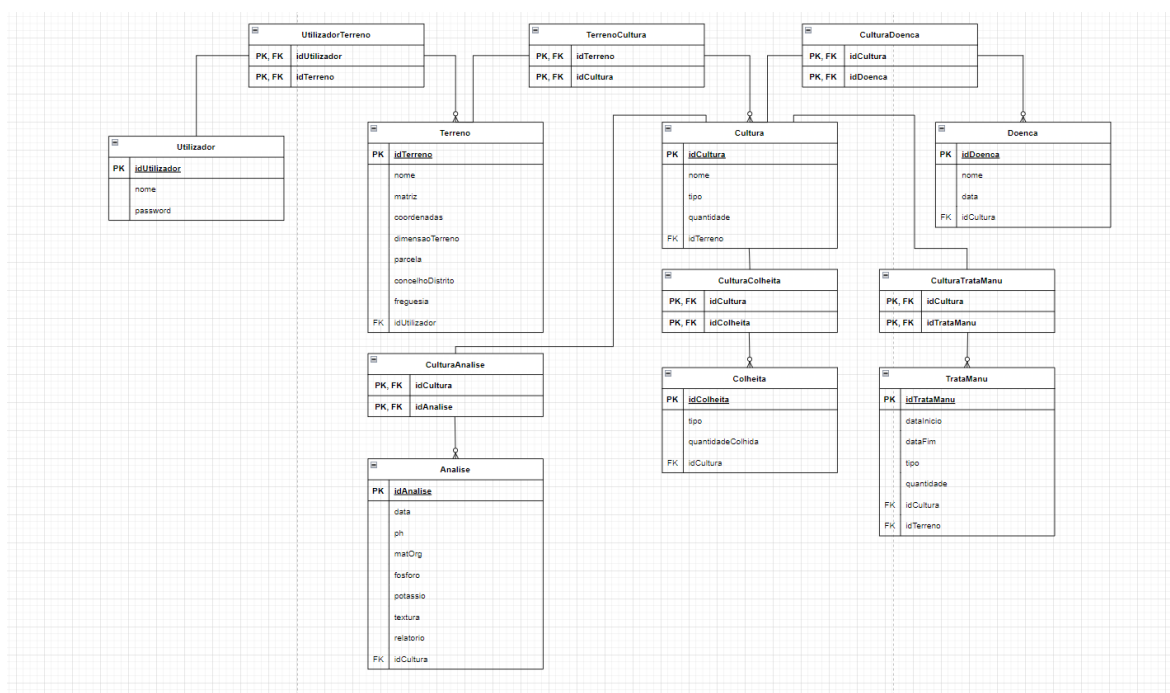 UtilizadorTerreno
PK, FK idUtilizador
PK, FK idTerreno
TerrenoCultura
PK, FK idTerreno
PK, FK idCultura
CulturaDoenca
PK, FK idCultura
PK, FK idDoenca
Utilizador
PK idUtilizador
nome
password
Terreno
PK idTerreno
nome
matriz
coordenadas
dimensaoTerreno
parcela
concelhoDistrito
freguesia
FK idUtilizador
Cultura
PK idCultura
nome
tipo
quantidade
FK idTerreno
Doenca
PK idDoenca
nome
data
FK idCultura
CulturaColheita
PK, FK idCultura
PK, FK idColheita
CulturaTrataManu
PK, FK idCultura
PK, FK idTrataManu
CulturaAnalise
PK, FK idCultura
PK, FK idAnalise
Colheita
PK idColheita
tipo
quantidadeColhida
FK idCultura
TrataManu
PK idTrataManu
dataInicio
dataFim
tipo
quantidade
FK idCultura
FK idTerreno
Analise
PK idAnalise
data
ph
matOrg
fosforo
potassio
textura
relatorio
FK idCultura